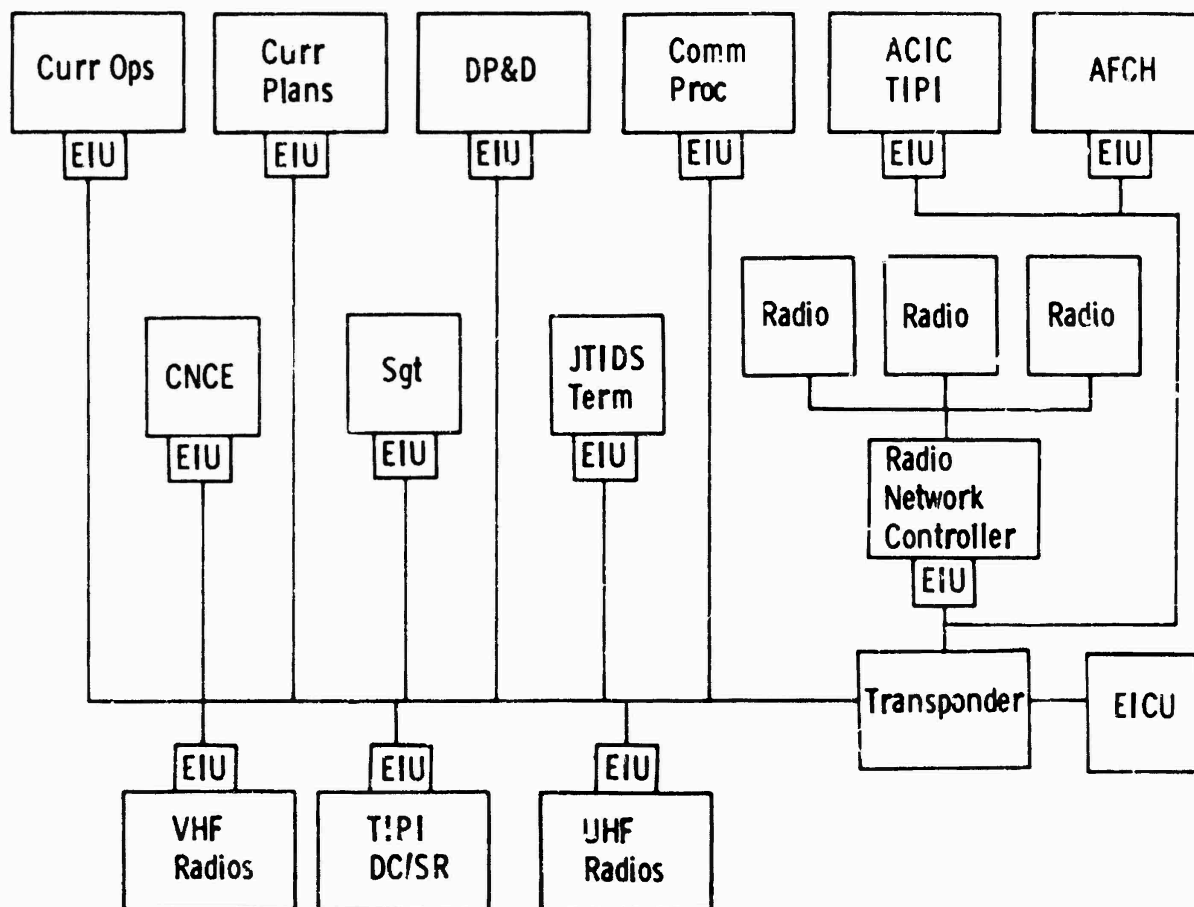 Curr Ops
Curr
Plans
DP&D
Comm
Proc
ACIC
TIPI
AFCH
EIU
EIU
EIU
EIU
EIU
EIU
Radio
Radio
Radio
CNCE
Sgt
JTIDS
Term
EIU
EIU
EIU
Radio
Network
Controller
EIU
Transponder
EICU
EIU
EIU
EIU
VHF
Radios
TIPI
DC/SR
UHF
Radios